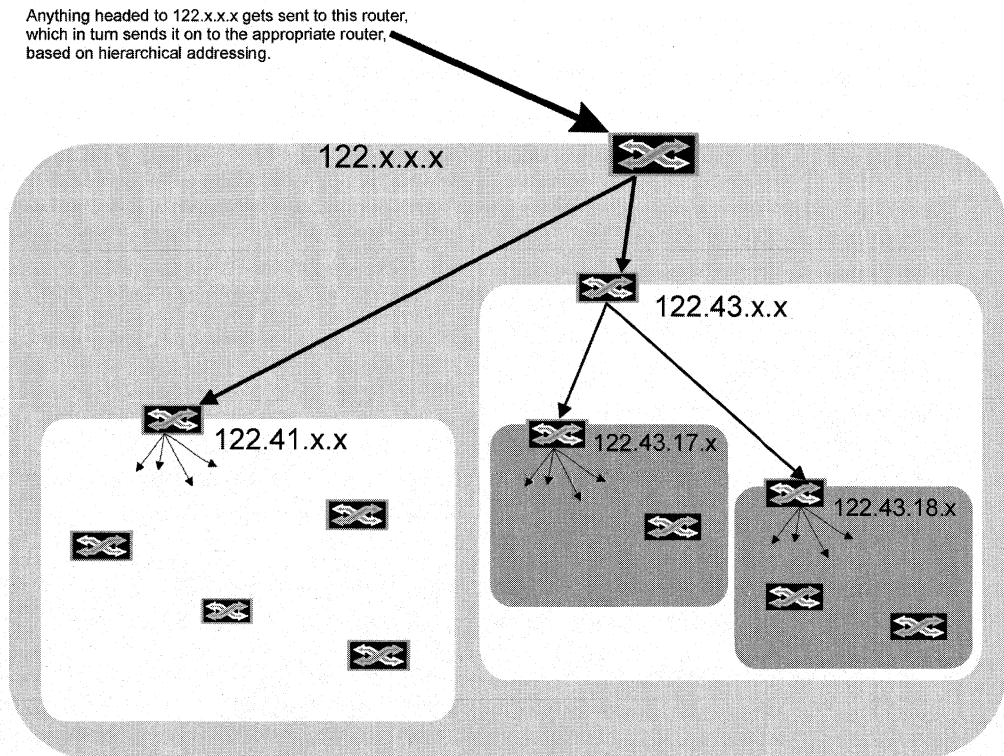 Anything headed to 122.x.x.x gets sent to this router,
which in turn sends it on to the appropriate router,
based on hierarchical addressing.
122.x.x.x
122.43.x.x
122.41.x.x
122.43.17.x
122.43.18.x